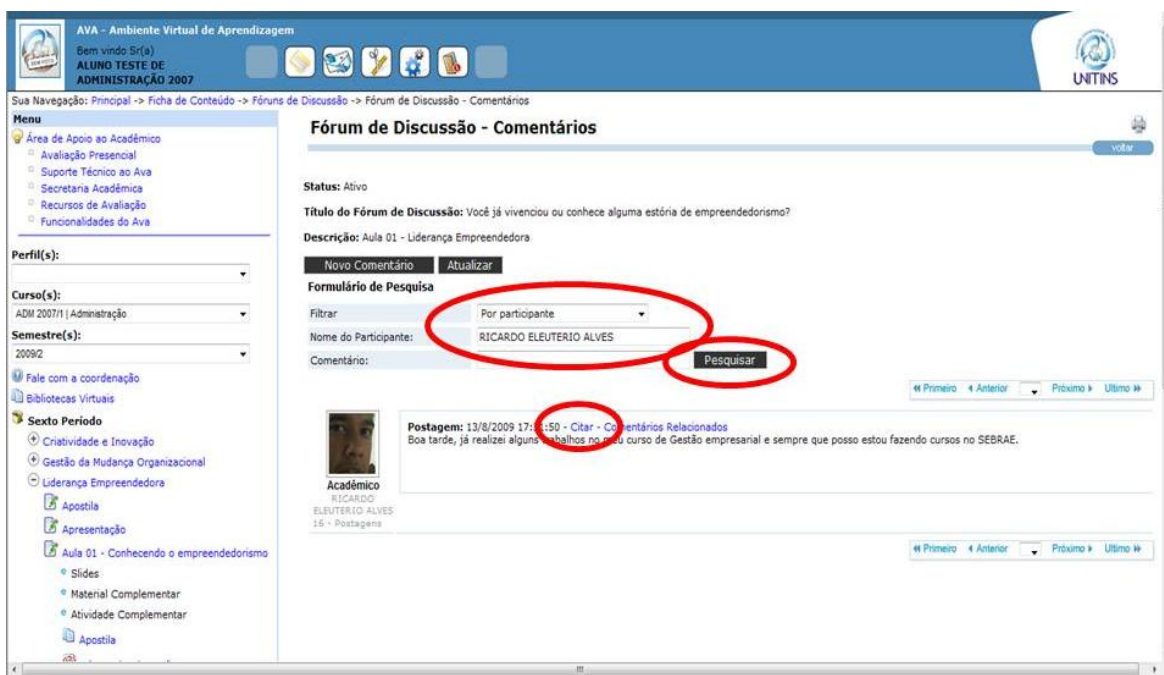 AVA - Ambiente Virtual de Aprendizagem
Bem vindo Sr(a)
ALUNO TESTE DE
ADMINISTRAÇÃO 2007
UNITINS
Sua Navegação: Principal -> Ficha de Conteúdo -> Fóruns de Discussão -> Fórum de Discussão - Comentários
Menu
Área de Apoio ao Acadêmico
Avaliação Presencial
Suporte Técnico ao Ava
Secretaria Acadêmica
Recursos de Avaliação
Funcionalidades do Ava
Perfil(s):
Curso(s):
ADM 2007/1 | Administração
Semestre(s):
2009/2
Fale com a coordenação
Bibliotecas Virtuais
Sexto Período
Criatividade e Inovação
Gestão da Mudança Organizacional
Liderança Empreendedora
Apostila
Apresentação
Aula 01 - Conhecendo o empreendedorismo
Slides
Material Complementar
Atividade Complementar
Apostila
Fórum de Discussão - Comentários
voltar
Status: Ativo
Título do Fórum de Discussão: Você já vivenciou ou conhece alguma estória de empreendedorismo?
Descrição: Aula 01 - Liderança Empreendedora
Novo Comentário Atualizar
Formulário de Pesquisa
Filtrar Por participante
Nome do Participante: RICARDO ELEUTERIO ALVES
Comentário: Pesquisar
Primeiro Anterior Próximo Ultimo
Postagem: 13/8/2009 - Citar - Comentários Relacionados
Boa tarde, já realizei alguns trabalhos no meu curso de Gestão empresarial e sempre que posso estou fazendo cursos no SEBRAE.
Acadêmico
RICARDO
ELEUTERIO ALVES
16 - Postagens
Primeiro Anterior Próximo Ultimo